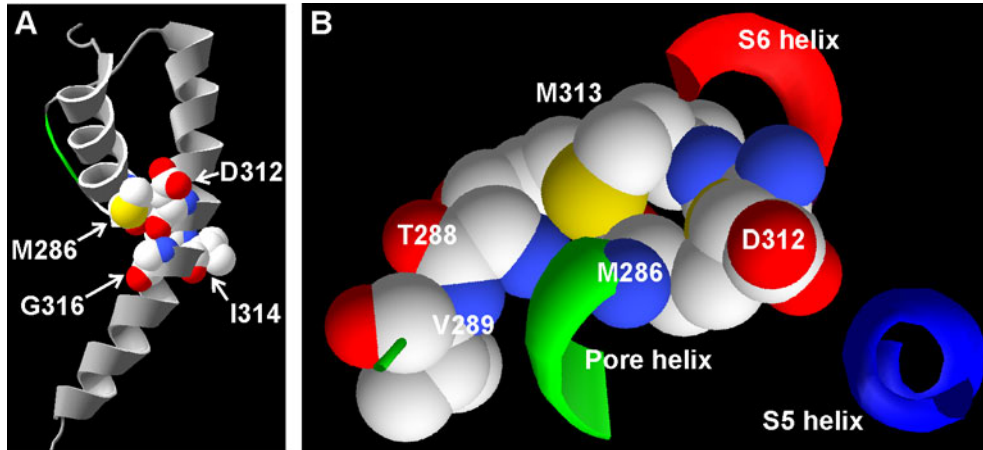 A
D312
M286
G316
I314
B
S6 helix
M313
T288
M286
D312
V289
Pore helix
S5 helix